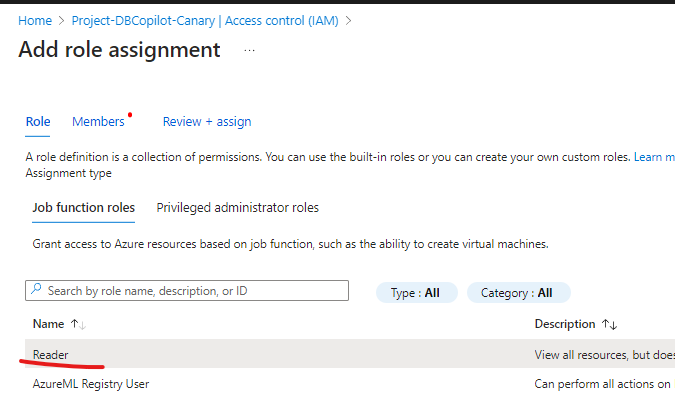 Home > Project-DBCopilot-Canary | Access control (IAM) >
Add role assignment ...
Role Members Review + assign
A role definition is a collection of permissions. You can use the built-in roles or you can create your own custom roles. Learn m
Assignment type
Job function roles Privileged administrator roles
Grant access to Azure resources based on job function, such as the ability to create virtual machines.
Search by role name, description, or ID Type : All Category : All
Name ↑↓ Description ↑↓
Reader View all resources, but does
AzureML Registry User Can perform all actions on